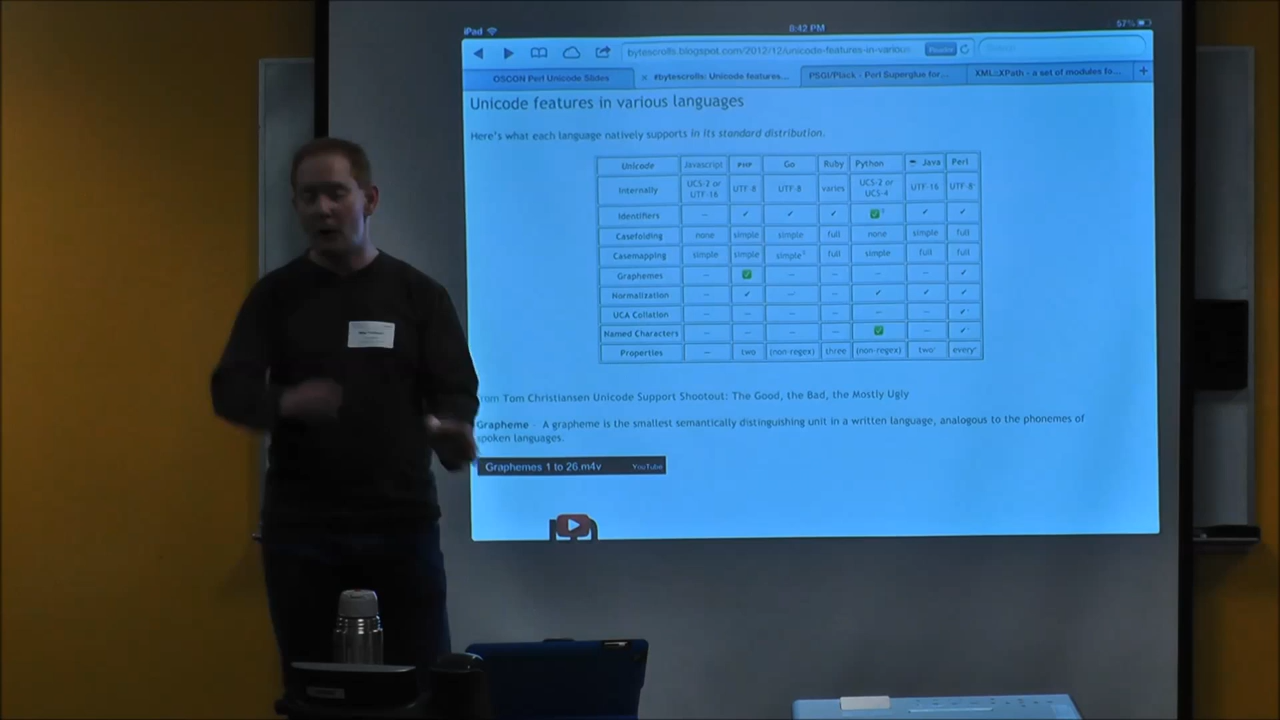 iPad 8:42 PM 57%
bytescrolls.blogspot.com/2012/12/unicode-features-in-various Reader Search
OSCON Perl Unicode Slides × #bytescrolls: Unicode features... PSGI/Plack - Perl Superglue for... XML::XPath - a set of modules fo... +
Unicode features in various languages
Here's what each language natively supports in its standard distribution.
Unicode Javascript PHP Go Ruby Python Java Perl
Internally UCS-2 or UTF-16 UTF-8 UTF-8 varies UCS-2 or UCS-4 UTF-16 UTF-8
Identifiers – ✓ ✓ ✓ ✅ ✓ ✓
Casefolding none simple simple full none simple full
Casemapping simple simple simple full simple full full
Graphemes – ✅ – – – – ✓
Normalization – ✓ – – ✓ ✓ ✓
UCA Collation – – – – – – ✓
Named Characters – – – – ✅ – ✓
Properties – two (non-regex) three (non-regex) two every
rom Tom Christiansen Unicode Support Shootout: The Good, the Bad, the Mostly Ugly
Grapheme - A grapheme is the smallest semantically distinguishing unit in a written language, analogous to the phonemes of
spoken languages.
Graphemes 1 to 26.m4v YouTube